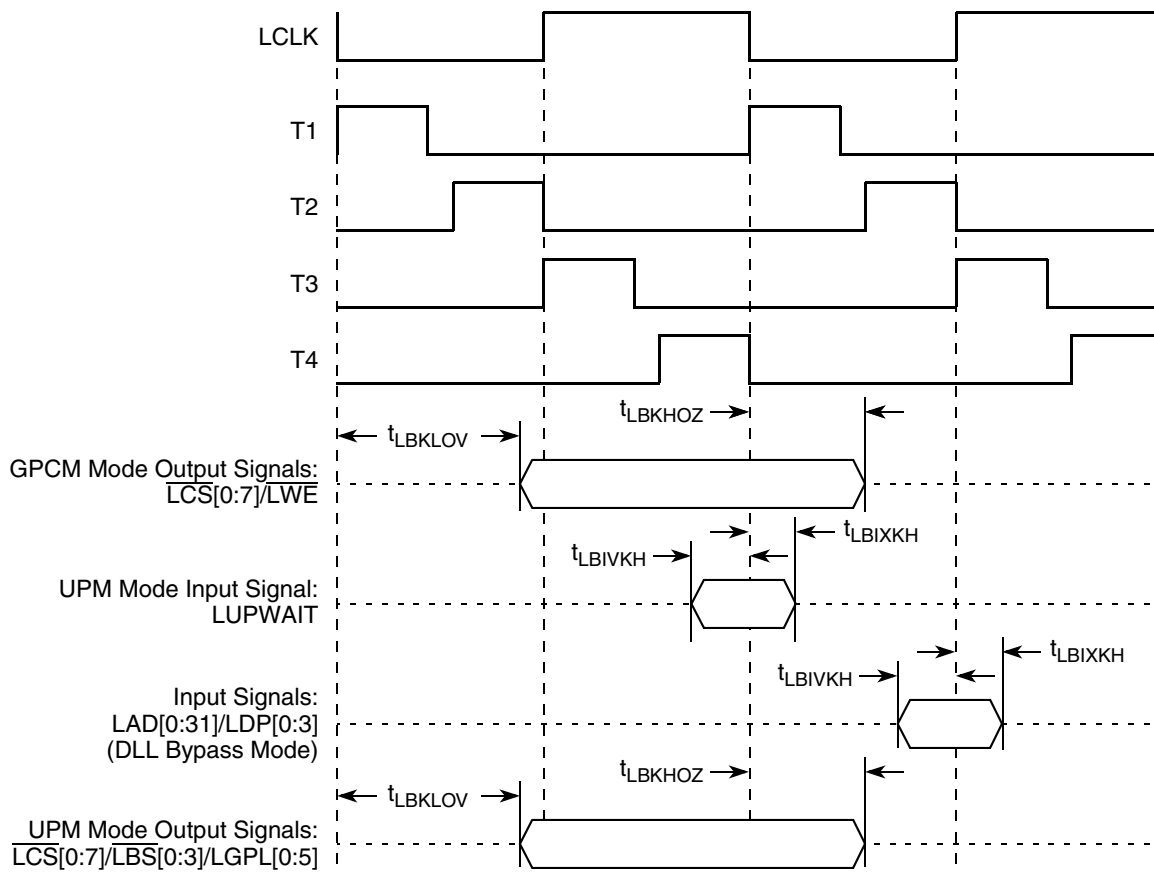 LCLK
T1
T2
T3
T4
tLBKHOZ
tLBKLOV
GPCM Mode Output Signals:
LCS[0:7]/LWE
tLBIXKH
tLBIVKH
UPM Mode Input Signal:
LUPWAIT
tLBIXKH
tLBIVKH
Input Signals:
LAD[0:31]/LDP[0:3]
(DLL Bypass Mode)
tLBKHOZ
tLBKLOV
UPM Mode Output Signals:
LCS[0:7]/LBS[0:3]/LGPL[0:5]